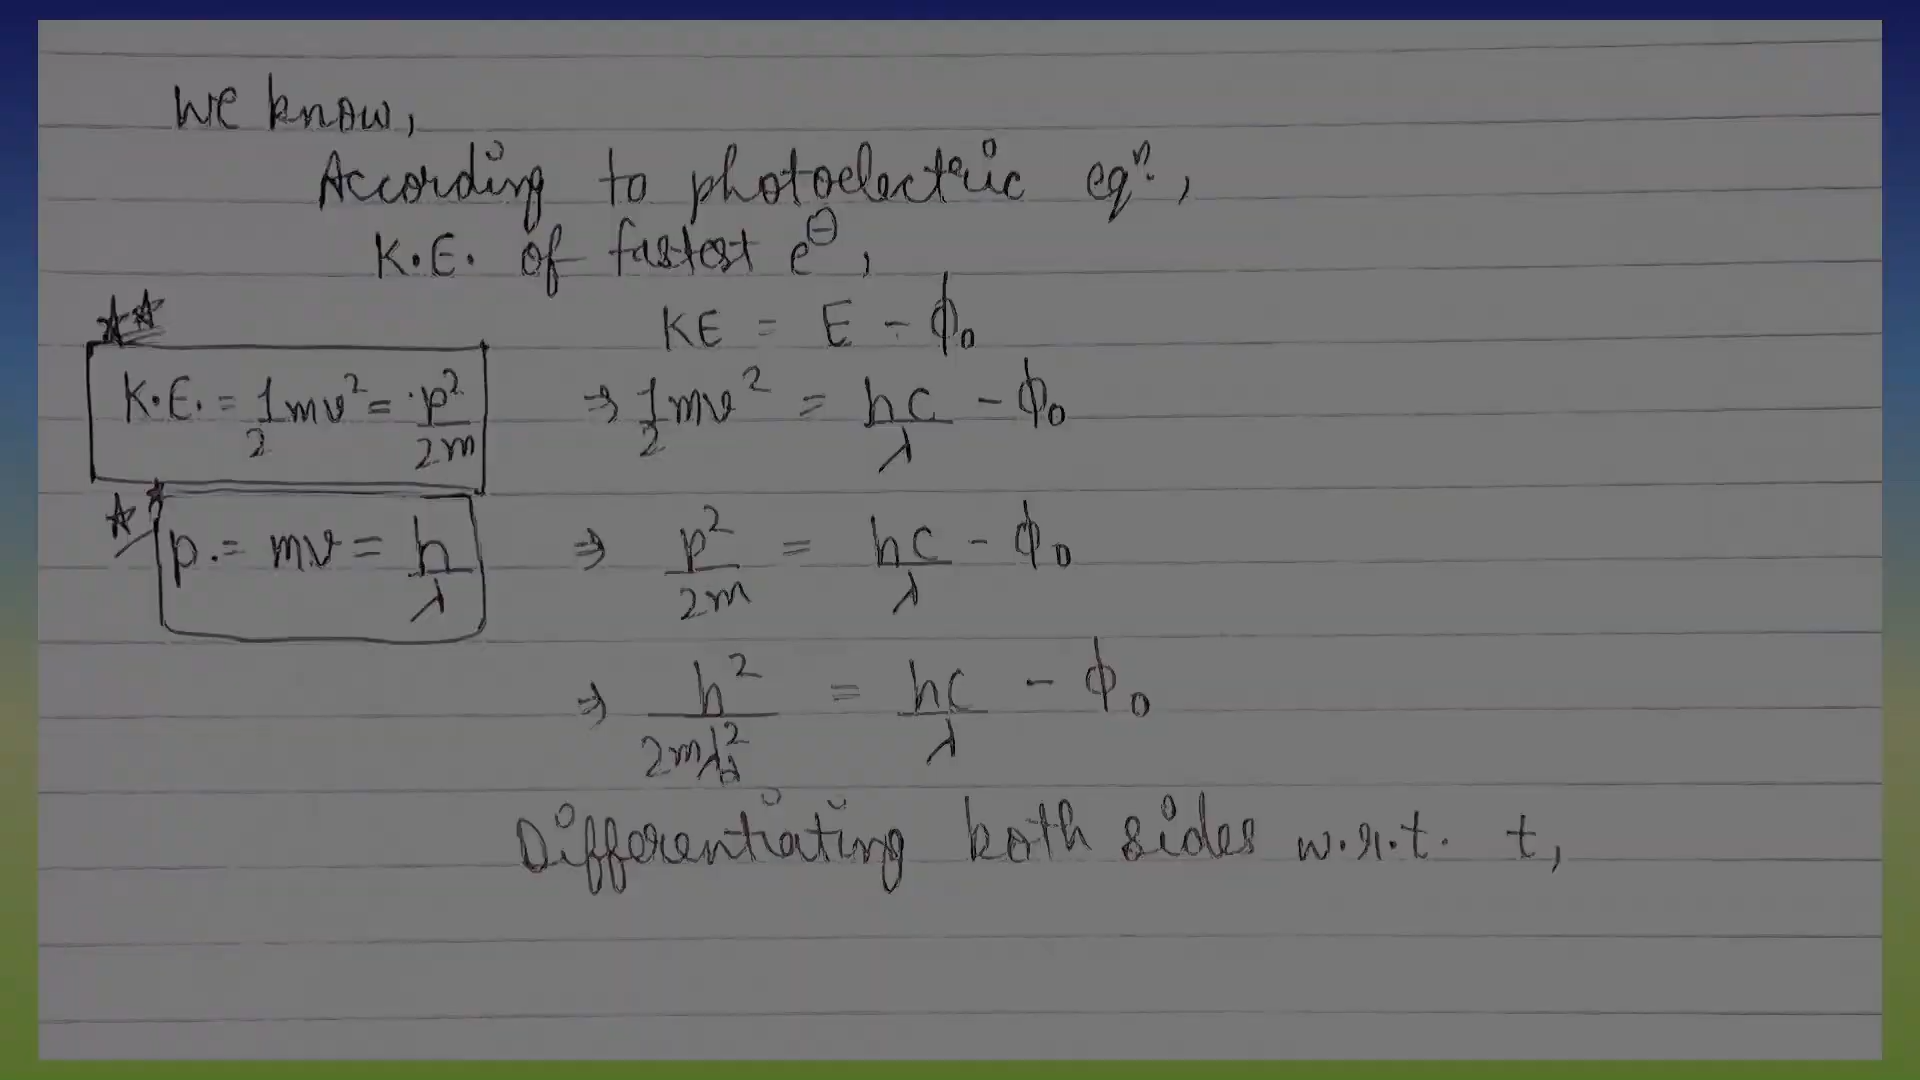 We know,
According to photoelectric eqⁿ.,
K.E. of fastest e⊖,
KE = E - ϕ₀
★★
K.E. = 1/2 mv² = p²/2m
⇒ 1/2 mv² = hc/λ - ϕ₀
★★
p. = mv = h/λ
⇒ p²/2m = hc/λ - ϕ₀
⇒ h²/2mλd² = hc/λ - ϕ₀
Differentiating both sides w.r.t. t,